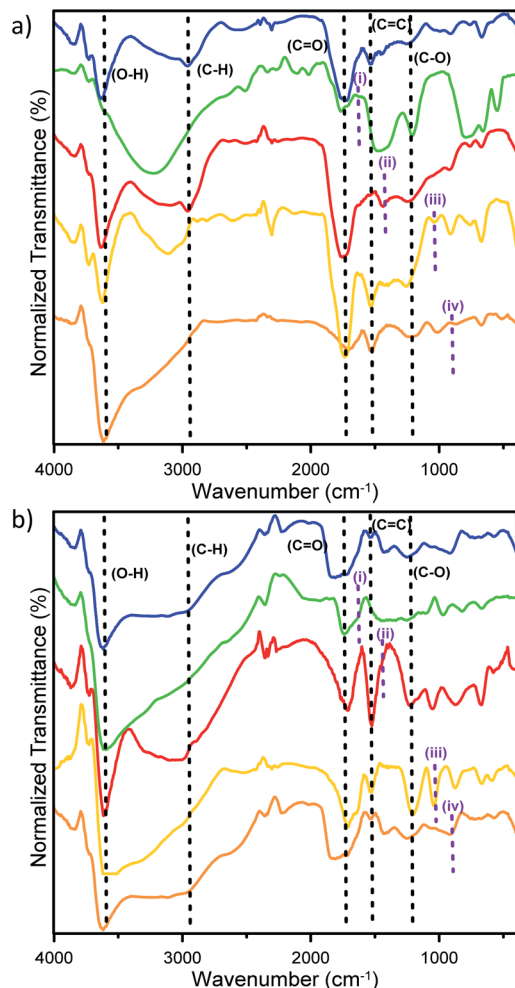 a)
(C=C)
(C=O)
(O-H)
(C-H)
(i)
(C-O)
(ii)
(iii)
(iv)
Normalized Transmittance (%)
4000 3000 2000 1000
Wavenumber (cm⁻¹)
b)
(C=C)
(C-H)
(C=O)
(O-H)
(i)
(C-O)
(ii)
(iii)
(iv)
Normalized Transmittance (%)
4000 3000 2000 1000
Wavenumber (cm⁻¹)